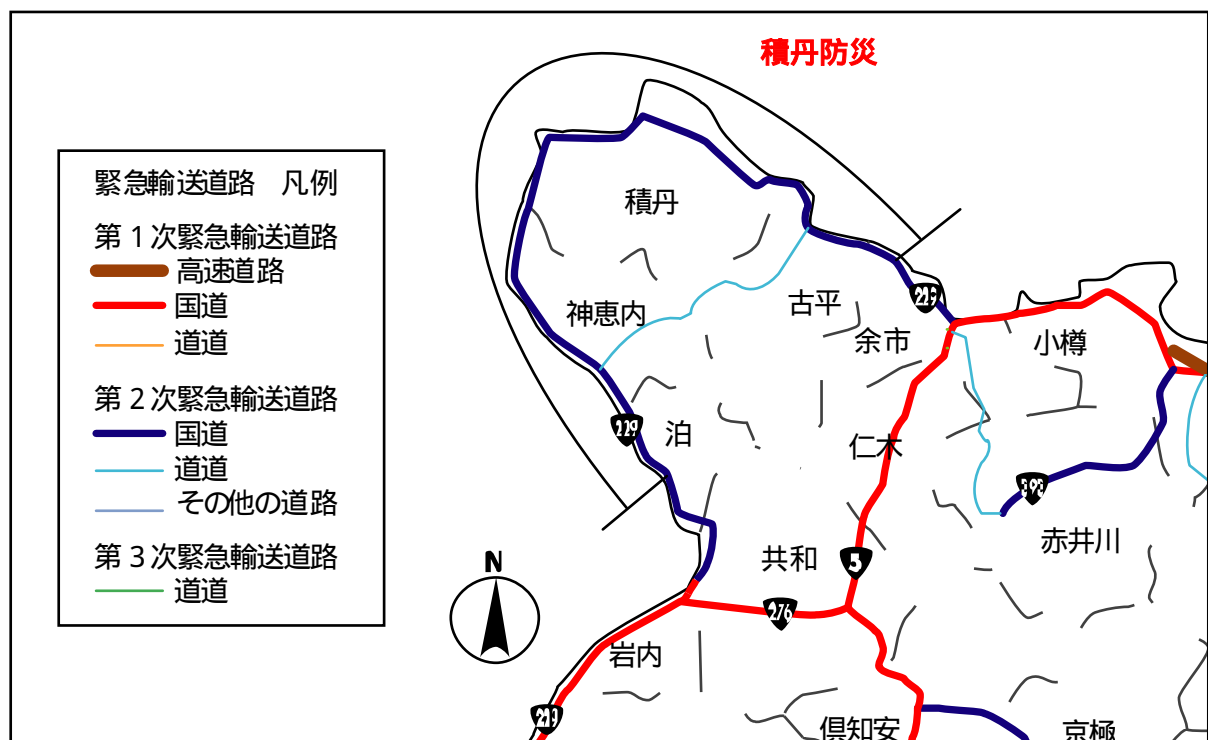 積丹防災
緊急輸送道路 凡例
第1次緊急輸送道路
高速道路
国道
道道
第2次緊急輸送道路
国道
道道
その他の道路
第3次緊急輸送道路
道道
積丹
神恵内
古平
229
余市
小樽
229
泊
仁木
393
赤井川
共和
5
N
276
岩内
229
倶知安
京極